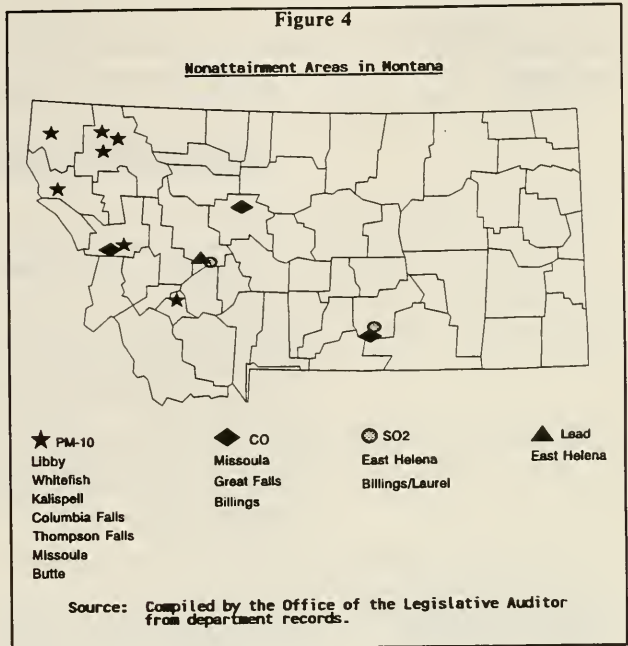 Figure 4
Nonattainment Areas in Montana
PM-10
Libby
Whitefish
Kalispell
Columbia Falls
Thompson Falls
Missoula
Butte
CO
Missoula
Great Falls
Billings
SO2
East Helena
Billings/Laurel
Lead
East Helena
Source: Compiled by the Office of the Legislative Auditor
from department records.